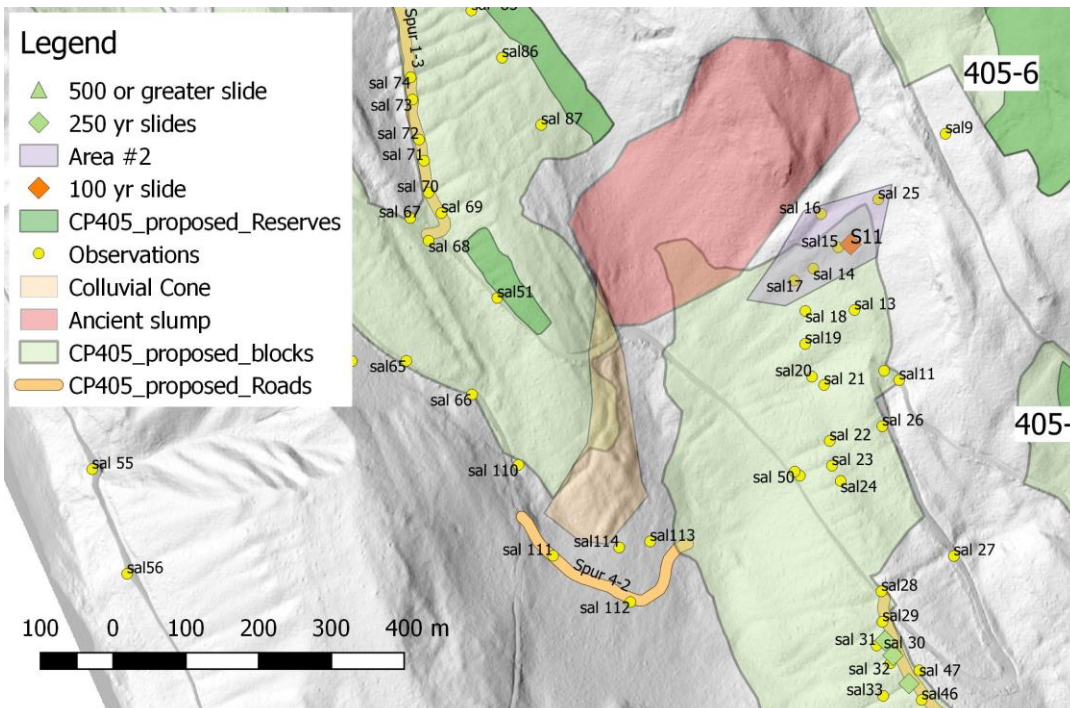 Legend
500 or greater slide
250 yr slides
Area #2
100 yr slide
CP405_proposed_Reserves
Observations
Colluvial Cone
Ancient slump
CP405_proposed_blocks
CP405_proposed_Roads
Spur 1-3
sal86
405-6
sal 74
sal 73
sal 87
sal9
sal 72
sal 71
sal 70
sal 25
sal 67
sal 69
sal 16
sal 68
sal15
S11
sal 14
sal17
sal51
sal 13
sal 18
sal19
sal65
sal20
sal 21
sal11
sal 66
405-
sal 26
sal 22
sal 55
sal 110
sal 23
sal 50
sal24
sal114
sal113
sal 111
sal 27
sal56
Spur 4-2
sal28
sal 112
sal29
100 0 100 200 300 400 m
sal 31
sal 30
sal 32
sal 47
sal33
sal46